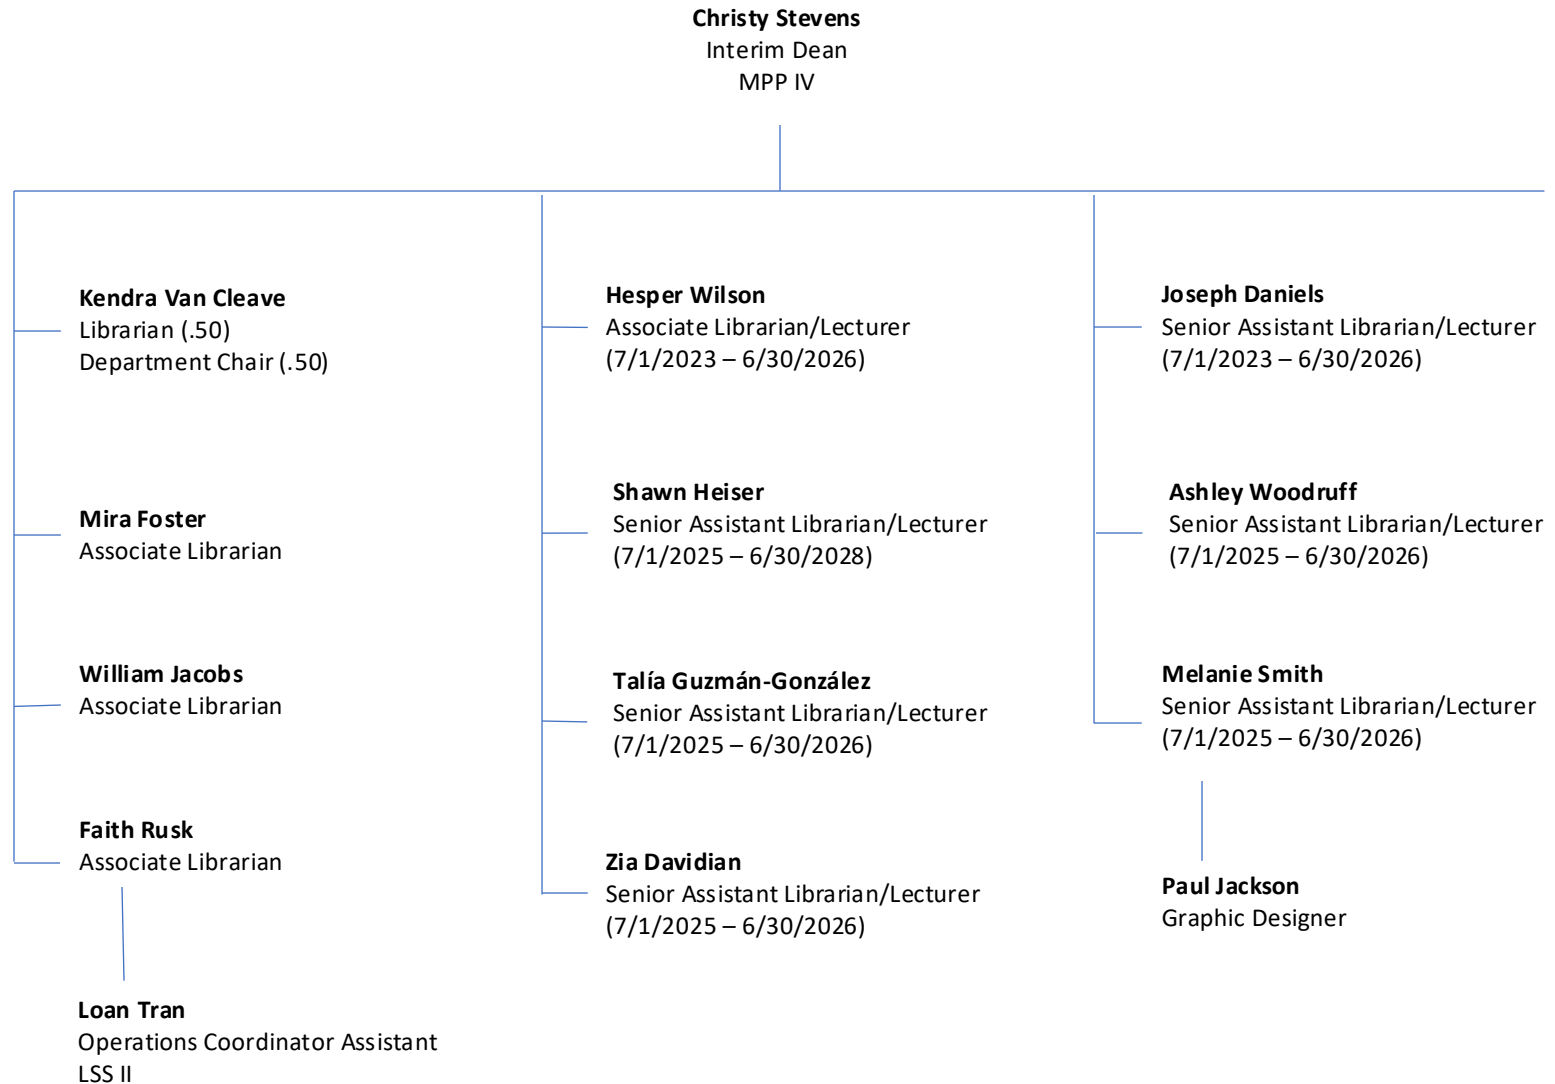 Christy Stevens
Interim Dean
MPP IV
Kendra Van Cleave
Librarian (.50)
Department Chair (.50)
Mira Foster
Associate Librarian
William Jacobs
Associate Librarian
Faith Rusk
Associate Librarian
Loan Tran
Operations Coordinator Assistant
LSS II
Hesper Wilson
Associate Librarian/Lecturer
(7/1/2023 – 6/30/2026)
Shawn Heiser
Senior Assistant Librarian/Lecturer
(7/1/2025 – 6/30/2028)
Talía Guzmán-González
Senior Assistant Librarian/Lecturer
(7/1/2025 – 6/30/2026)
Zia Davidian
Senior Assistant Librarian/Lecturer
(7/1/2025 – 6/30/2026)
Joseph Daniels
Senior Assistant Librarian/Lecturer
(7/1/2023 – 6/30/2026)
Ashley Woodruff
Senior Assistant Librarian/Lecturer
(7/1/2025 – 6/30/2026)
Melanie Smith
Senior Assistant Librarian/Lecturer
(7/1/2025 – 6/30/2026)
Paul Jackson
Graphic Designer